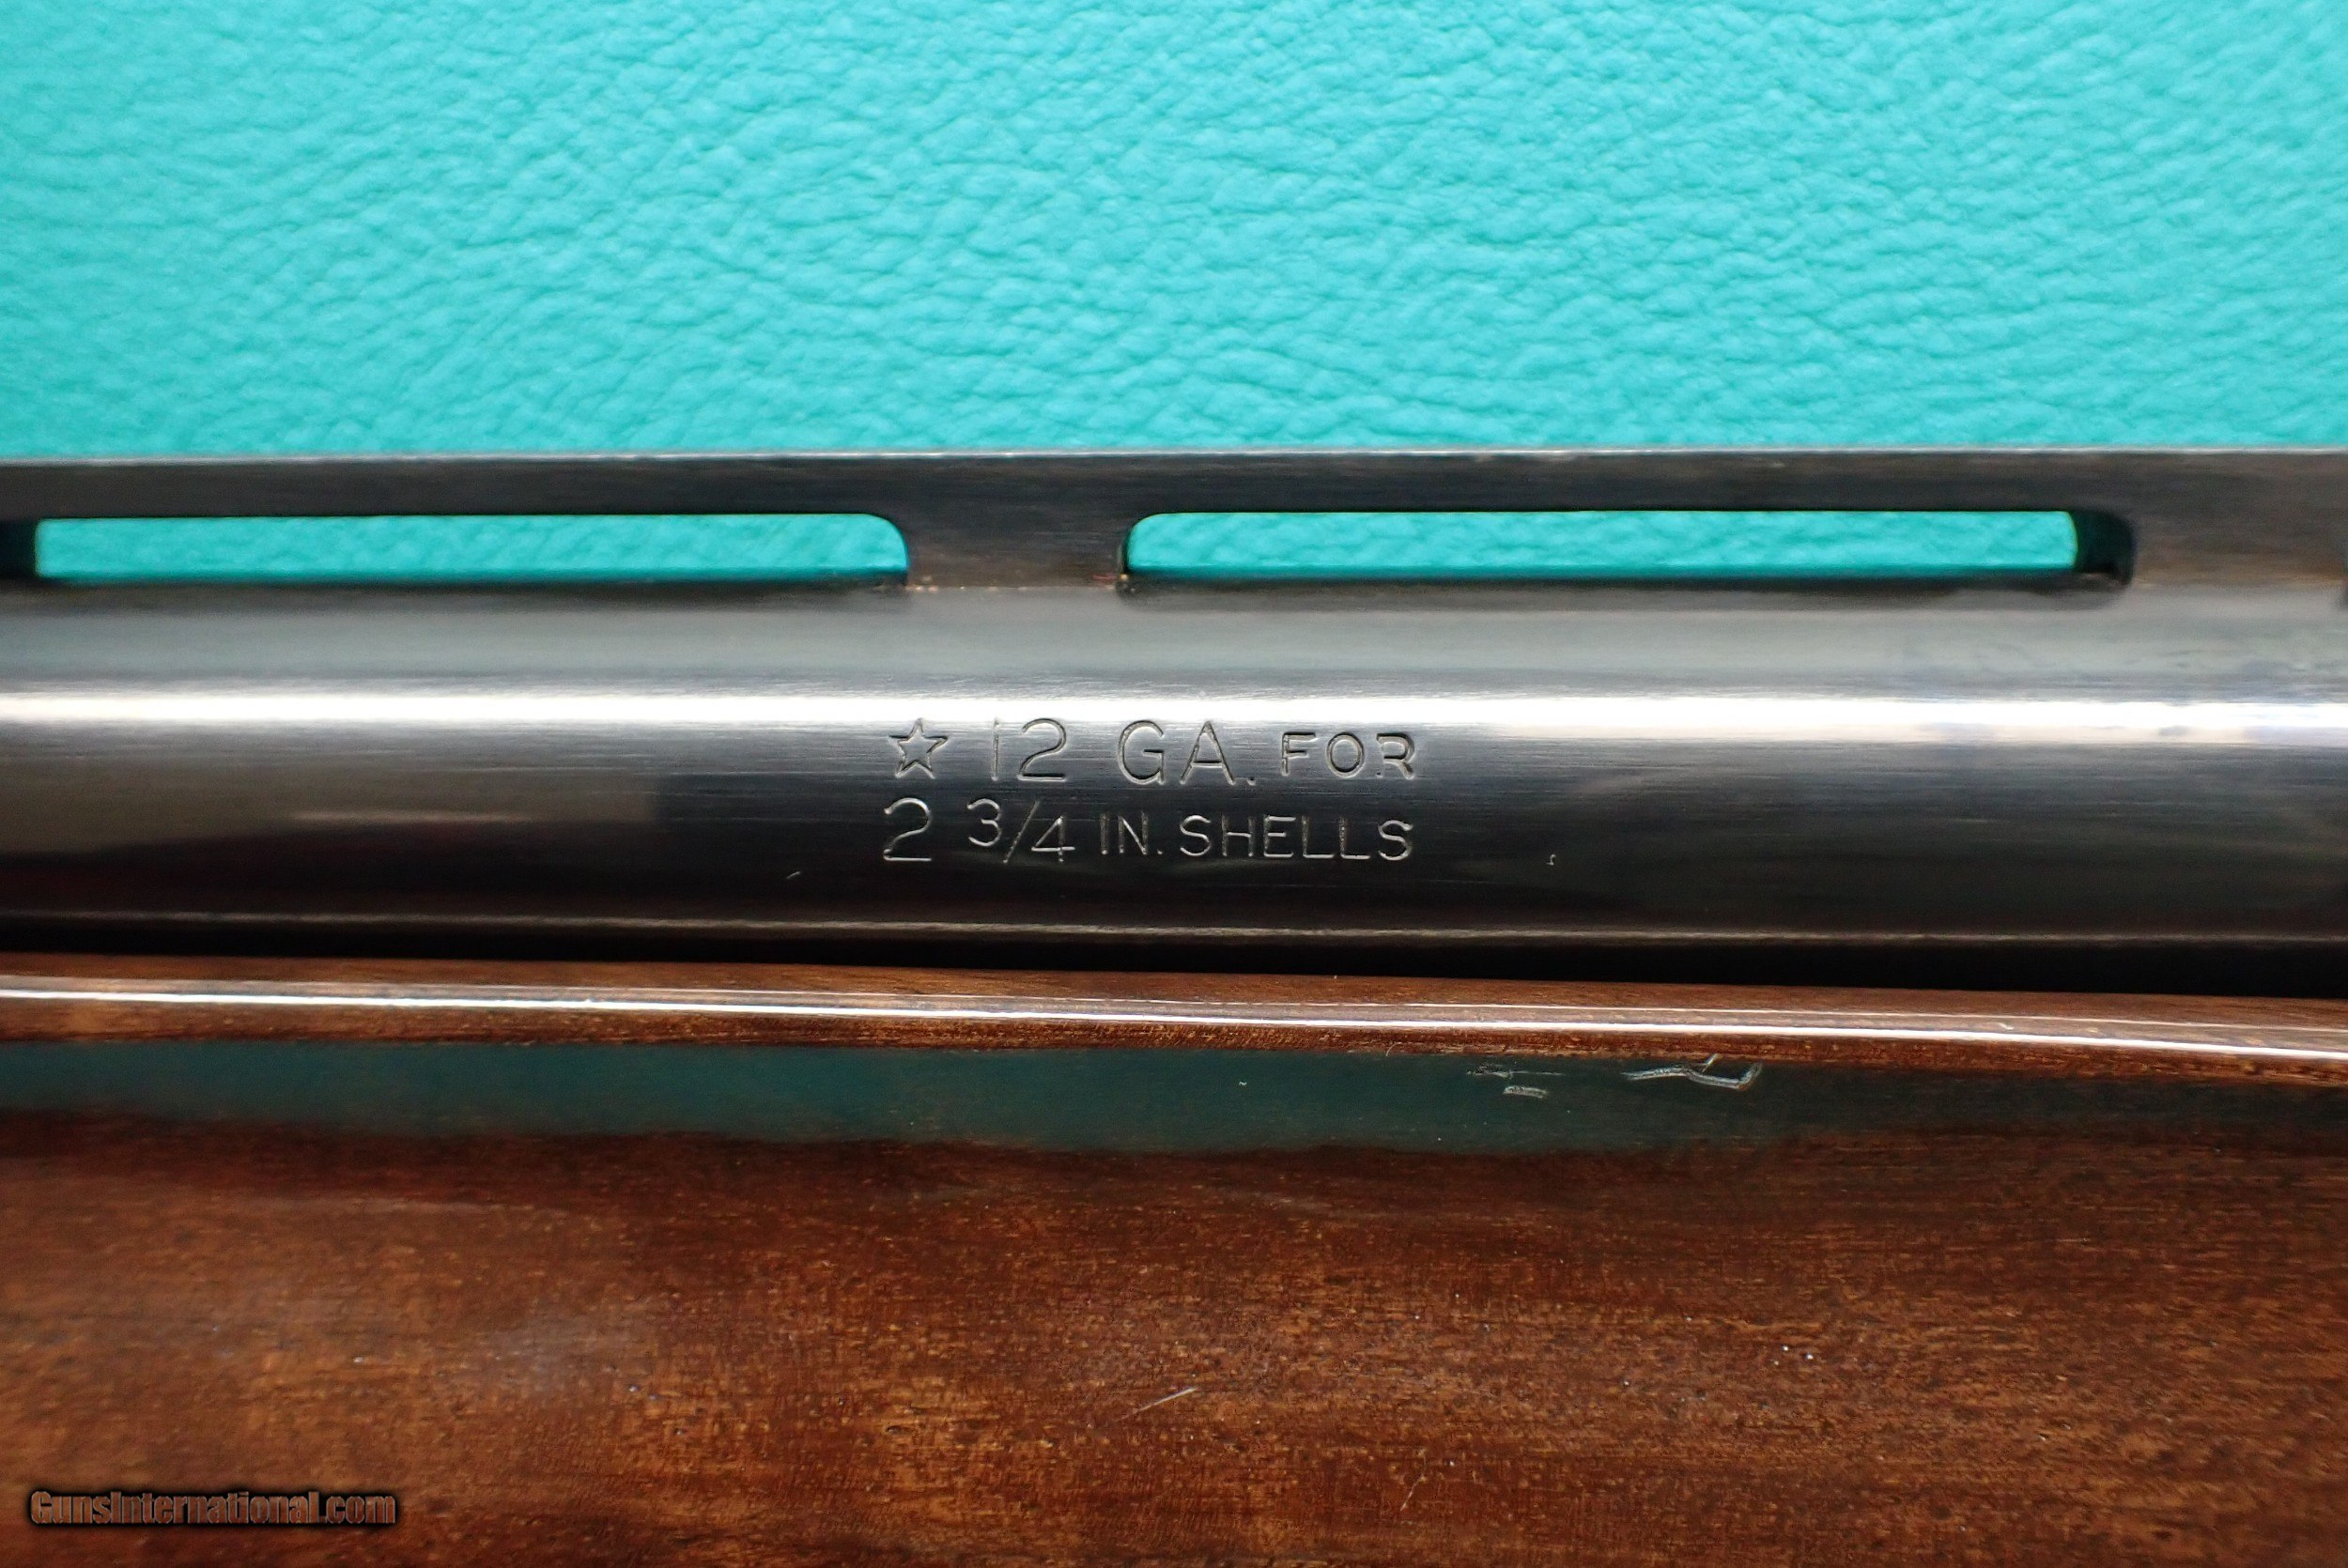 ☆ 12 GA. FOR
2 3/4 IN. SHELLS
GunsInternational.com